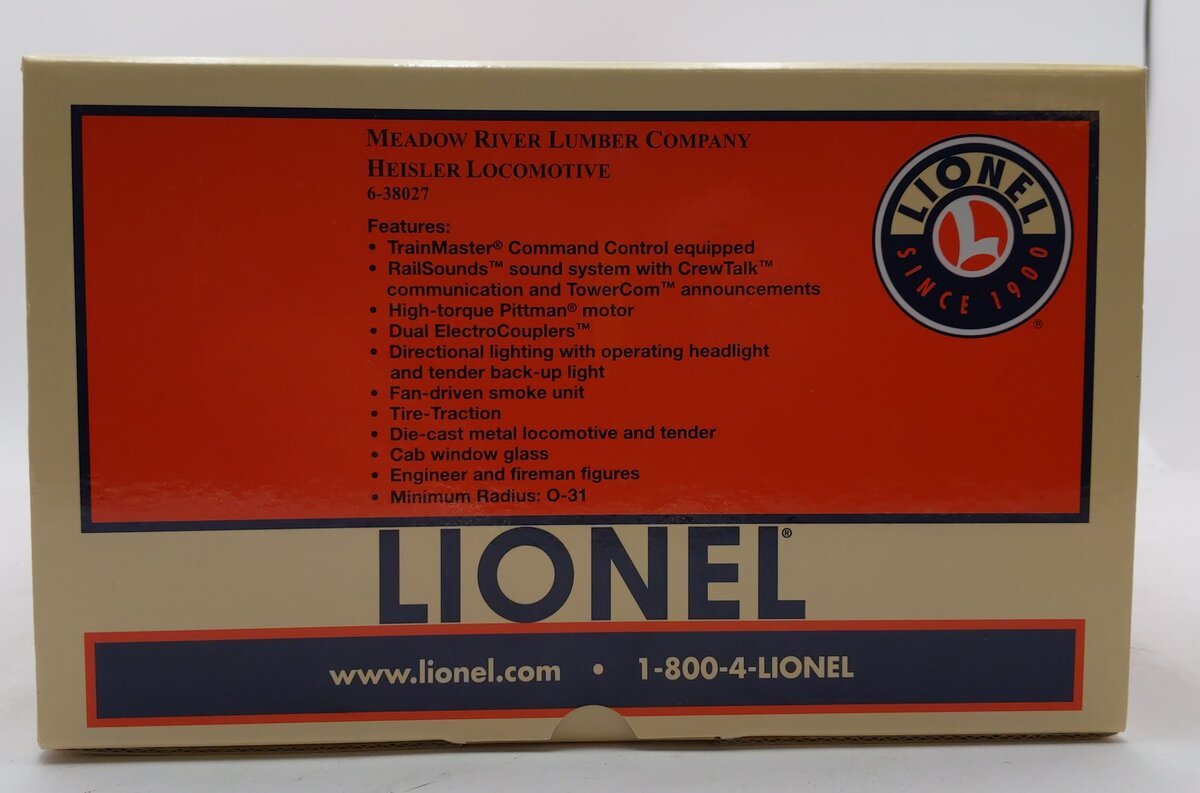 MEADOW RIVER LUMBER COMPANY
HEISLER LOCOMOTIVE
6-38027
Features:
• TrainMaster® Command Control equipped
• RailSounds™ sound system with CrewTalk™
communication and TowerCom™ announcements
• High-torque Pittman® motor
• Dual ElectroCouplers™
• Directional lighting with operating headlight
and tender back-up light
• Fan-driven smoke unit
• Tire-Traction
• Die-cast metal locomotive and tender
• Cab window glass
• Engineer and fireman figures
• Minimum Radius: O-31
LIONEL
L
SINCE 1900
®
LIONEL®
www.lionel.com • 1-800-4-LIONEL